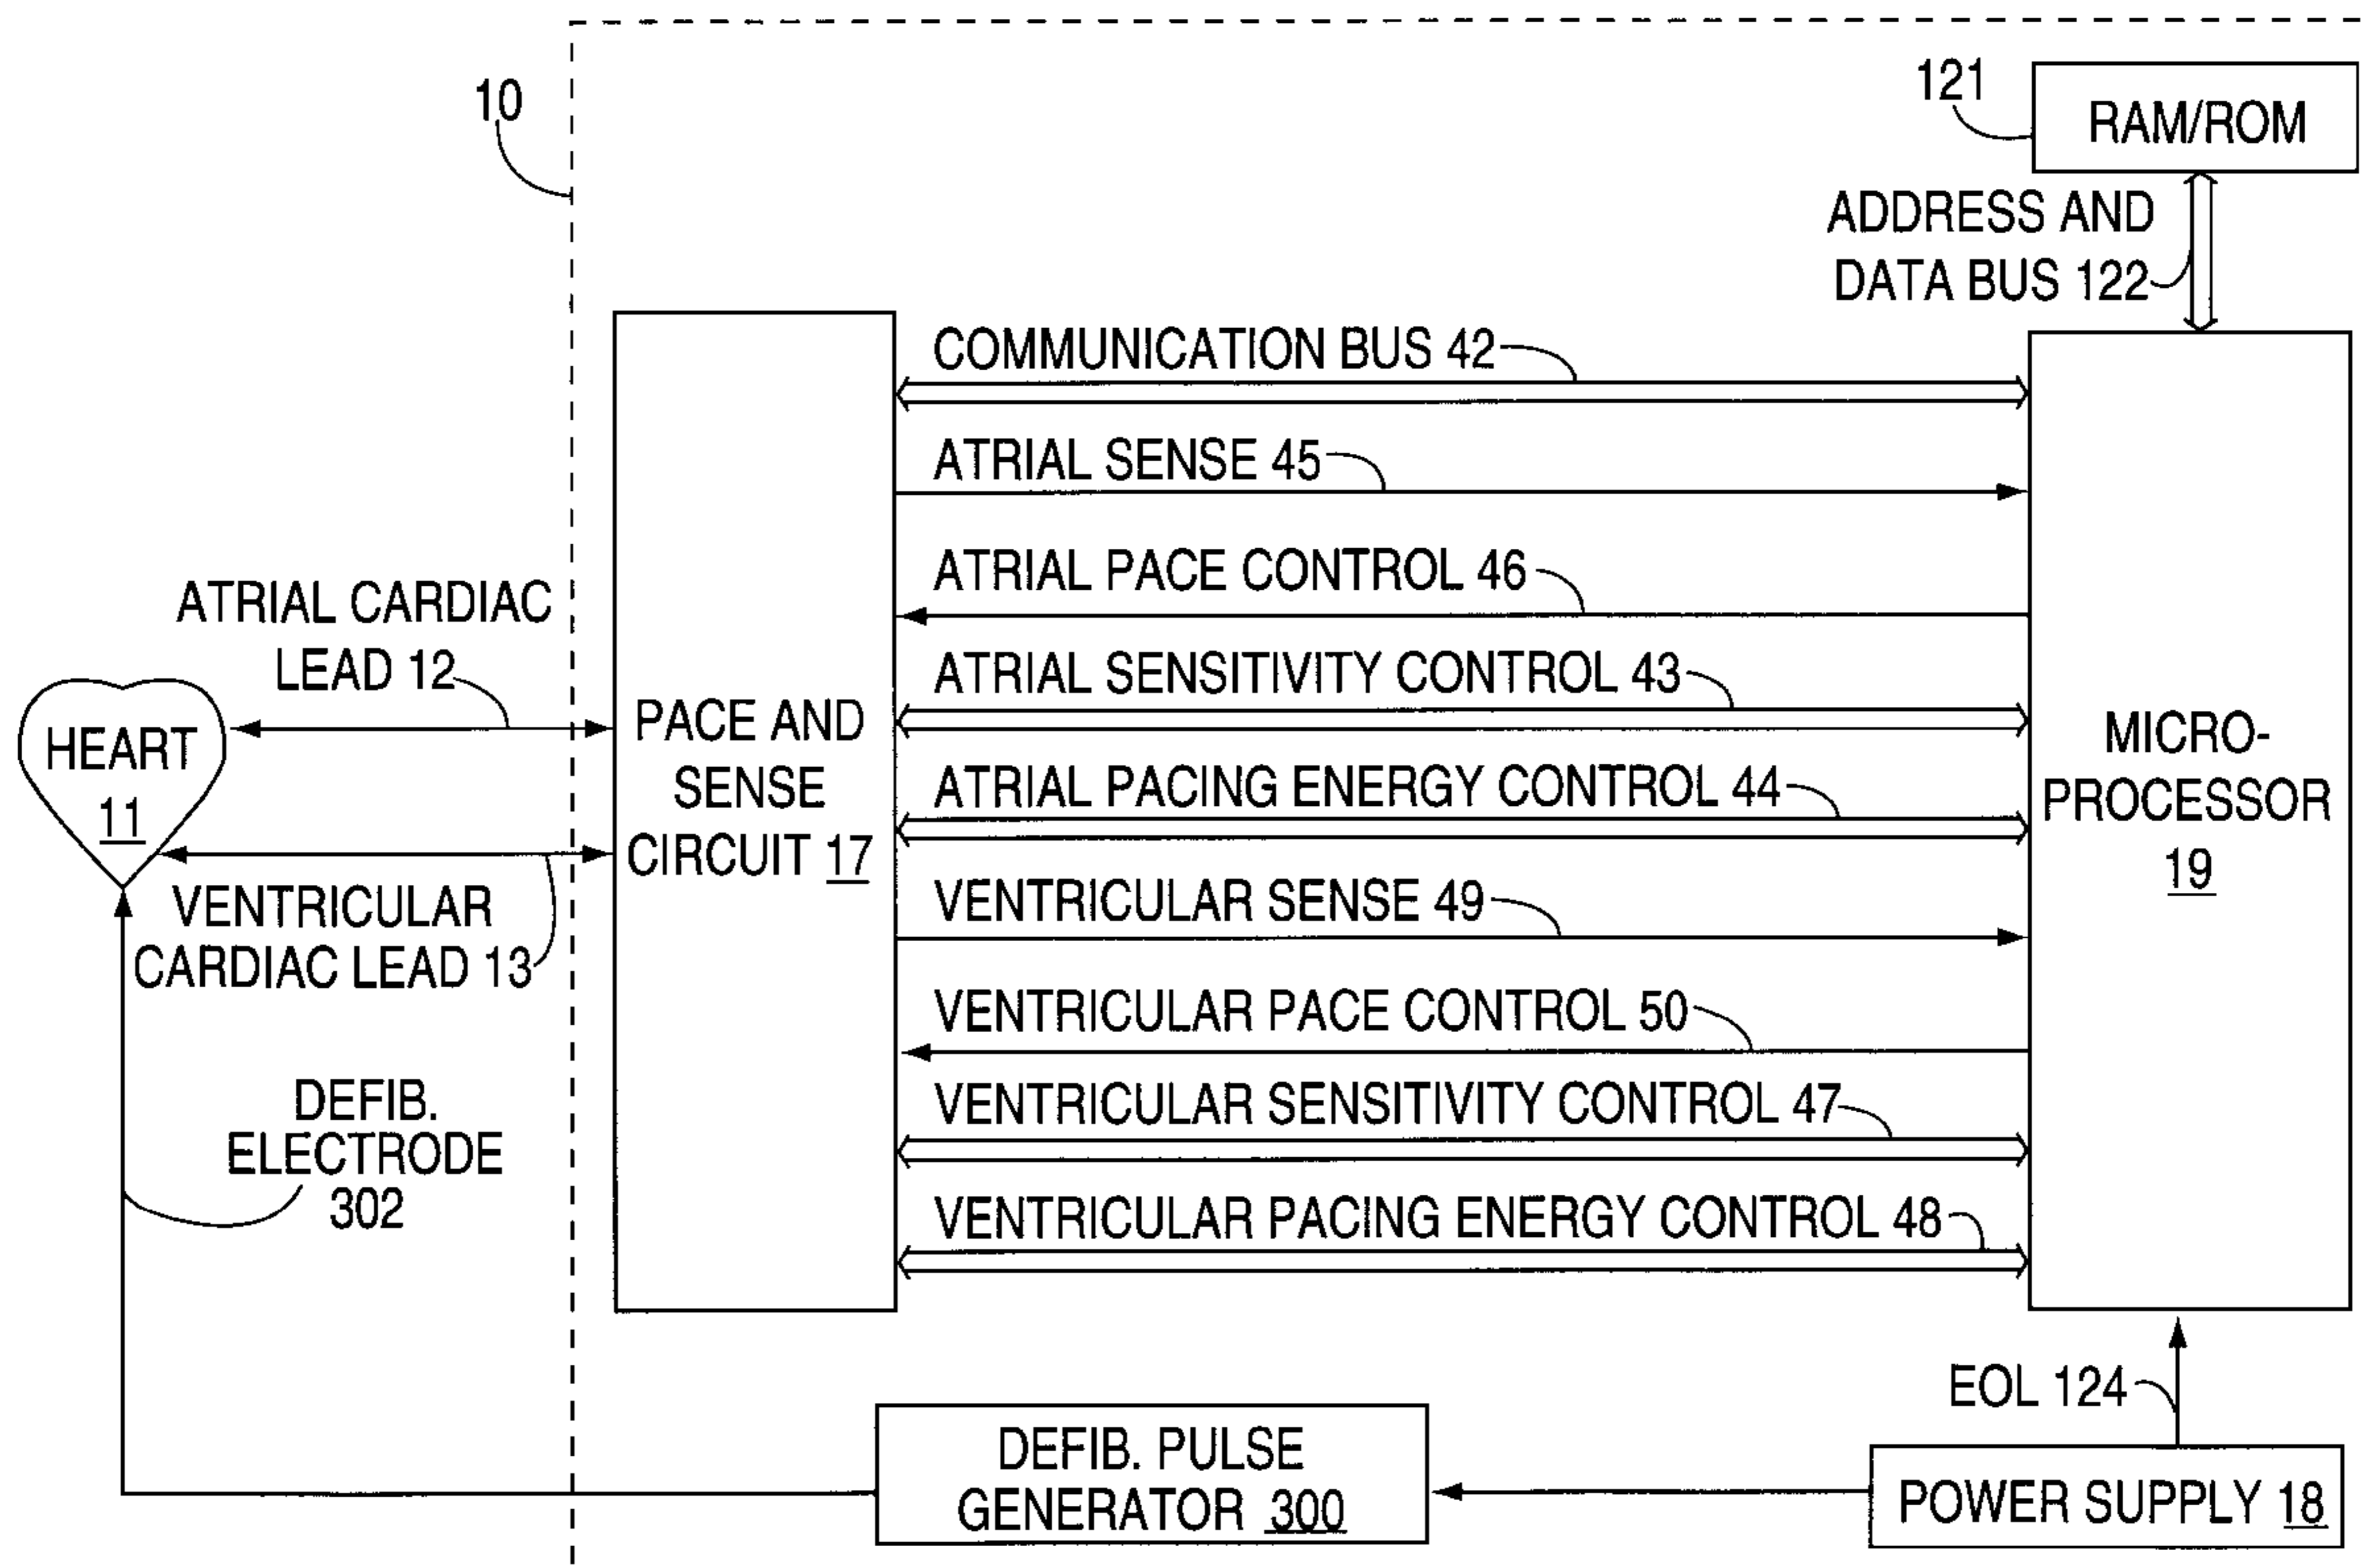 10
121
RAM/ROM
ADDRESS AND
DATA BUS 122
COMMUNICATION BUS 42
ATRIAL SENSE 45
ATRIAL PACE CONTROL 46
ATRIAL CARDIAC
LEAD 12
ATRIAL SENSITIVITY CONTROL 43
HEART
11
PACE AND
SENSE
CIRCUIT 17
ATRIAL PACING ENERGY CONTROL 44
MICRO-
PROCESSOR
19
VENTRICULAR
CARDIAC LEAD 13
VENTRICULAR SENSE 49
VENTRICULAR PACE CONTROL 50
DEFIB.
ELECTRODE
302
VENTRICULAR SENSITIVITY CONTROL 47
VENTRICULAR PACING ENERGY CONTROL 48
EOL 124
DEFIB. PULSE
GENERATOR 300
POWER SUPPLY 18